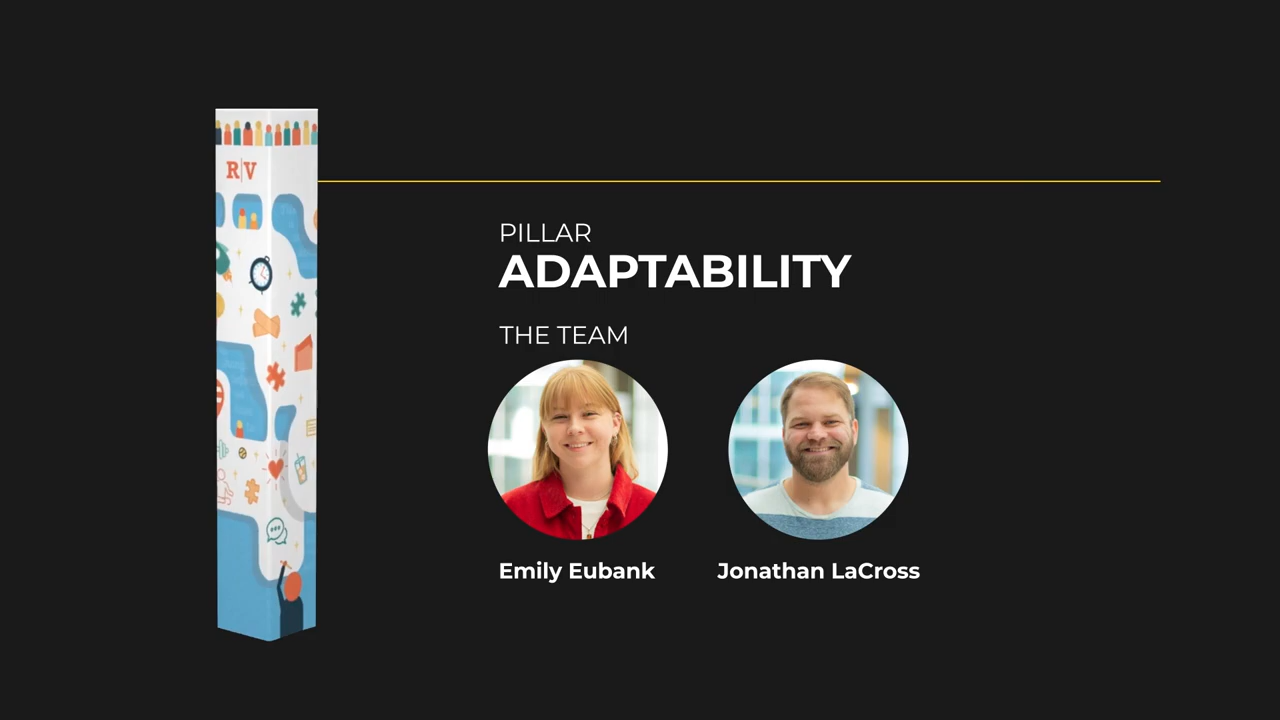 R|V
PILLAR
ADAPTABILITY
THE TEAM
Emily Eubank
Jonathan LaCross